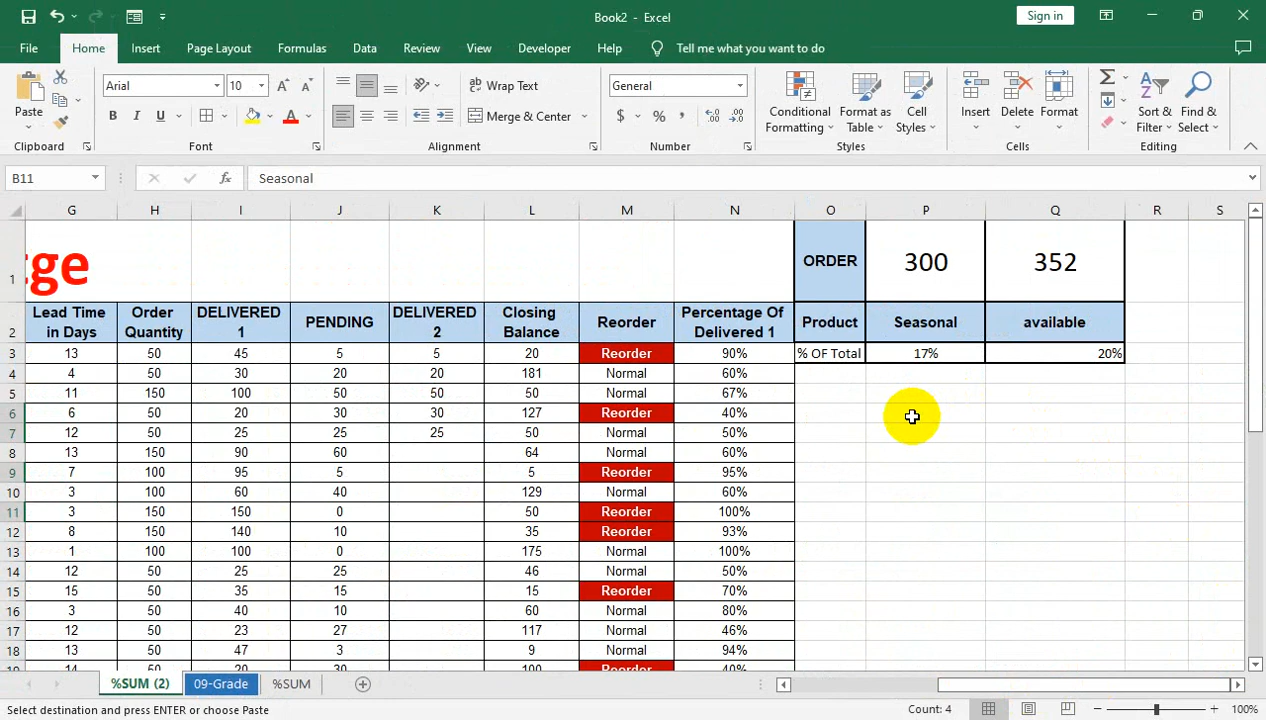 Book2 - Excel
Sign in
File Home Insert Page Layout Formulas Data Review View Developer Help Tell me what you want to do
Paste
Arial 10
B I U A
Wrap Text
Merge & Center
General
$ % ,
Conditional Formatting
Format as Table
Cell Styles
Insert
Delete
Format
Sort & Filter
Find & Select
Clipboard Font Alignment Number Styles Cells Editing
B11 fx Seasonal
G H I J K L M N O P Q R S
1 ge ORDER 300 352
2 Lead Time in Days Order Quantity DELIVERED 1 PENDING DELIVERED 2 Closing Balance Reorder Percentage Of Delivered 1 Product Seasonal available
3 13 50 45 5 5 20 Reorder 90% % OF Total 17% 20%
4 4 50 30 20 20 181 Normal 60%
5 11 150 100 50 50 50 Normal 67%
6 6 50 20 30 30 127 Reorder 40%
7 12 50 25 25 25 50 Normal 50%
8 13 150 90 60 64 Normal 60%
9 7 100 95 5 5 Reorder 95%
10 3 100 60 40 129 Normal 60%
11 3 150 150 0 50 Reorder 100%
12 8 150 140 10 35 Reorder 93%
13 1 100 100 0 175 Normal 100%
14 12 50 25 25 46 Normal 50%
15 15 50 35 15 15 Reorder 70%
16 3 50 40 10 60 Normal 80%
17 12 50 23 27 117 Normal 46%
18 13 50 47 3 9 Normal 94%
19 14 50 20 30 100 Reorder 40%
%SUM (2) 09-Grade %SUM
Select destination and press ENTER or choose Paste Count: 4 100%